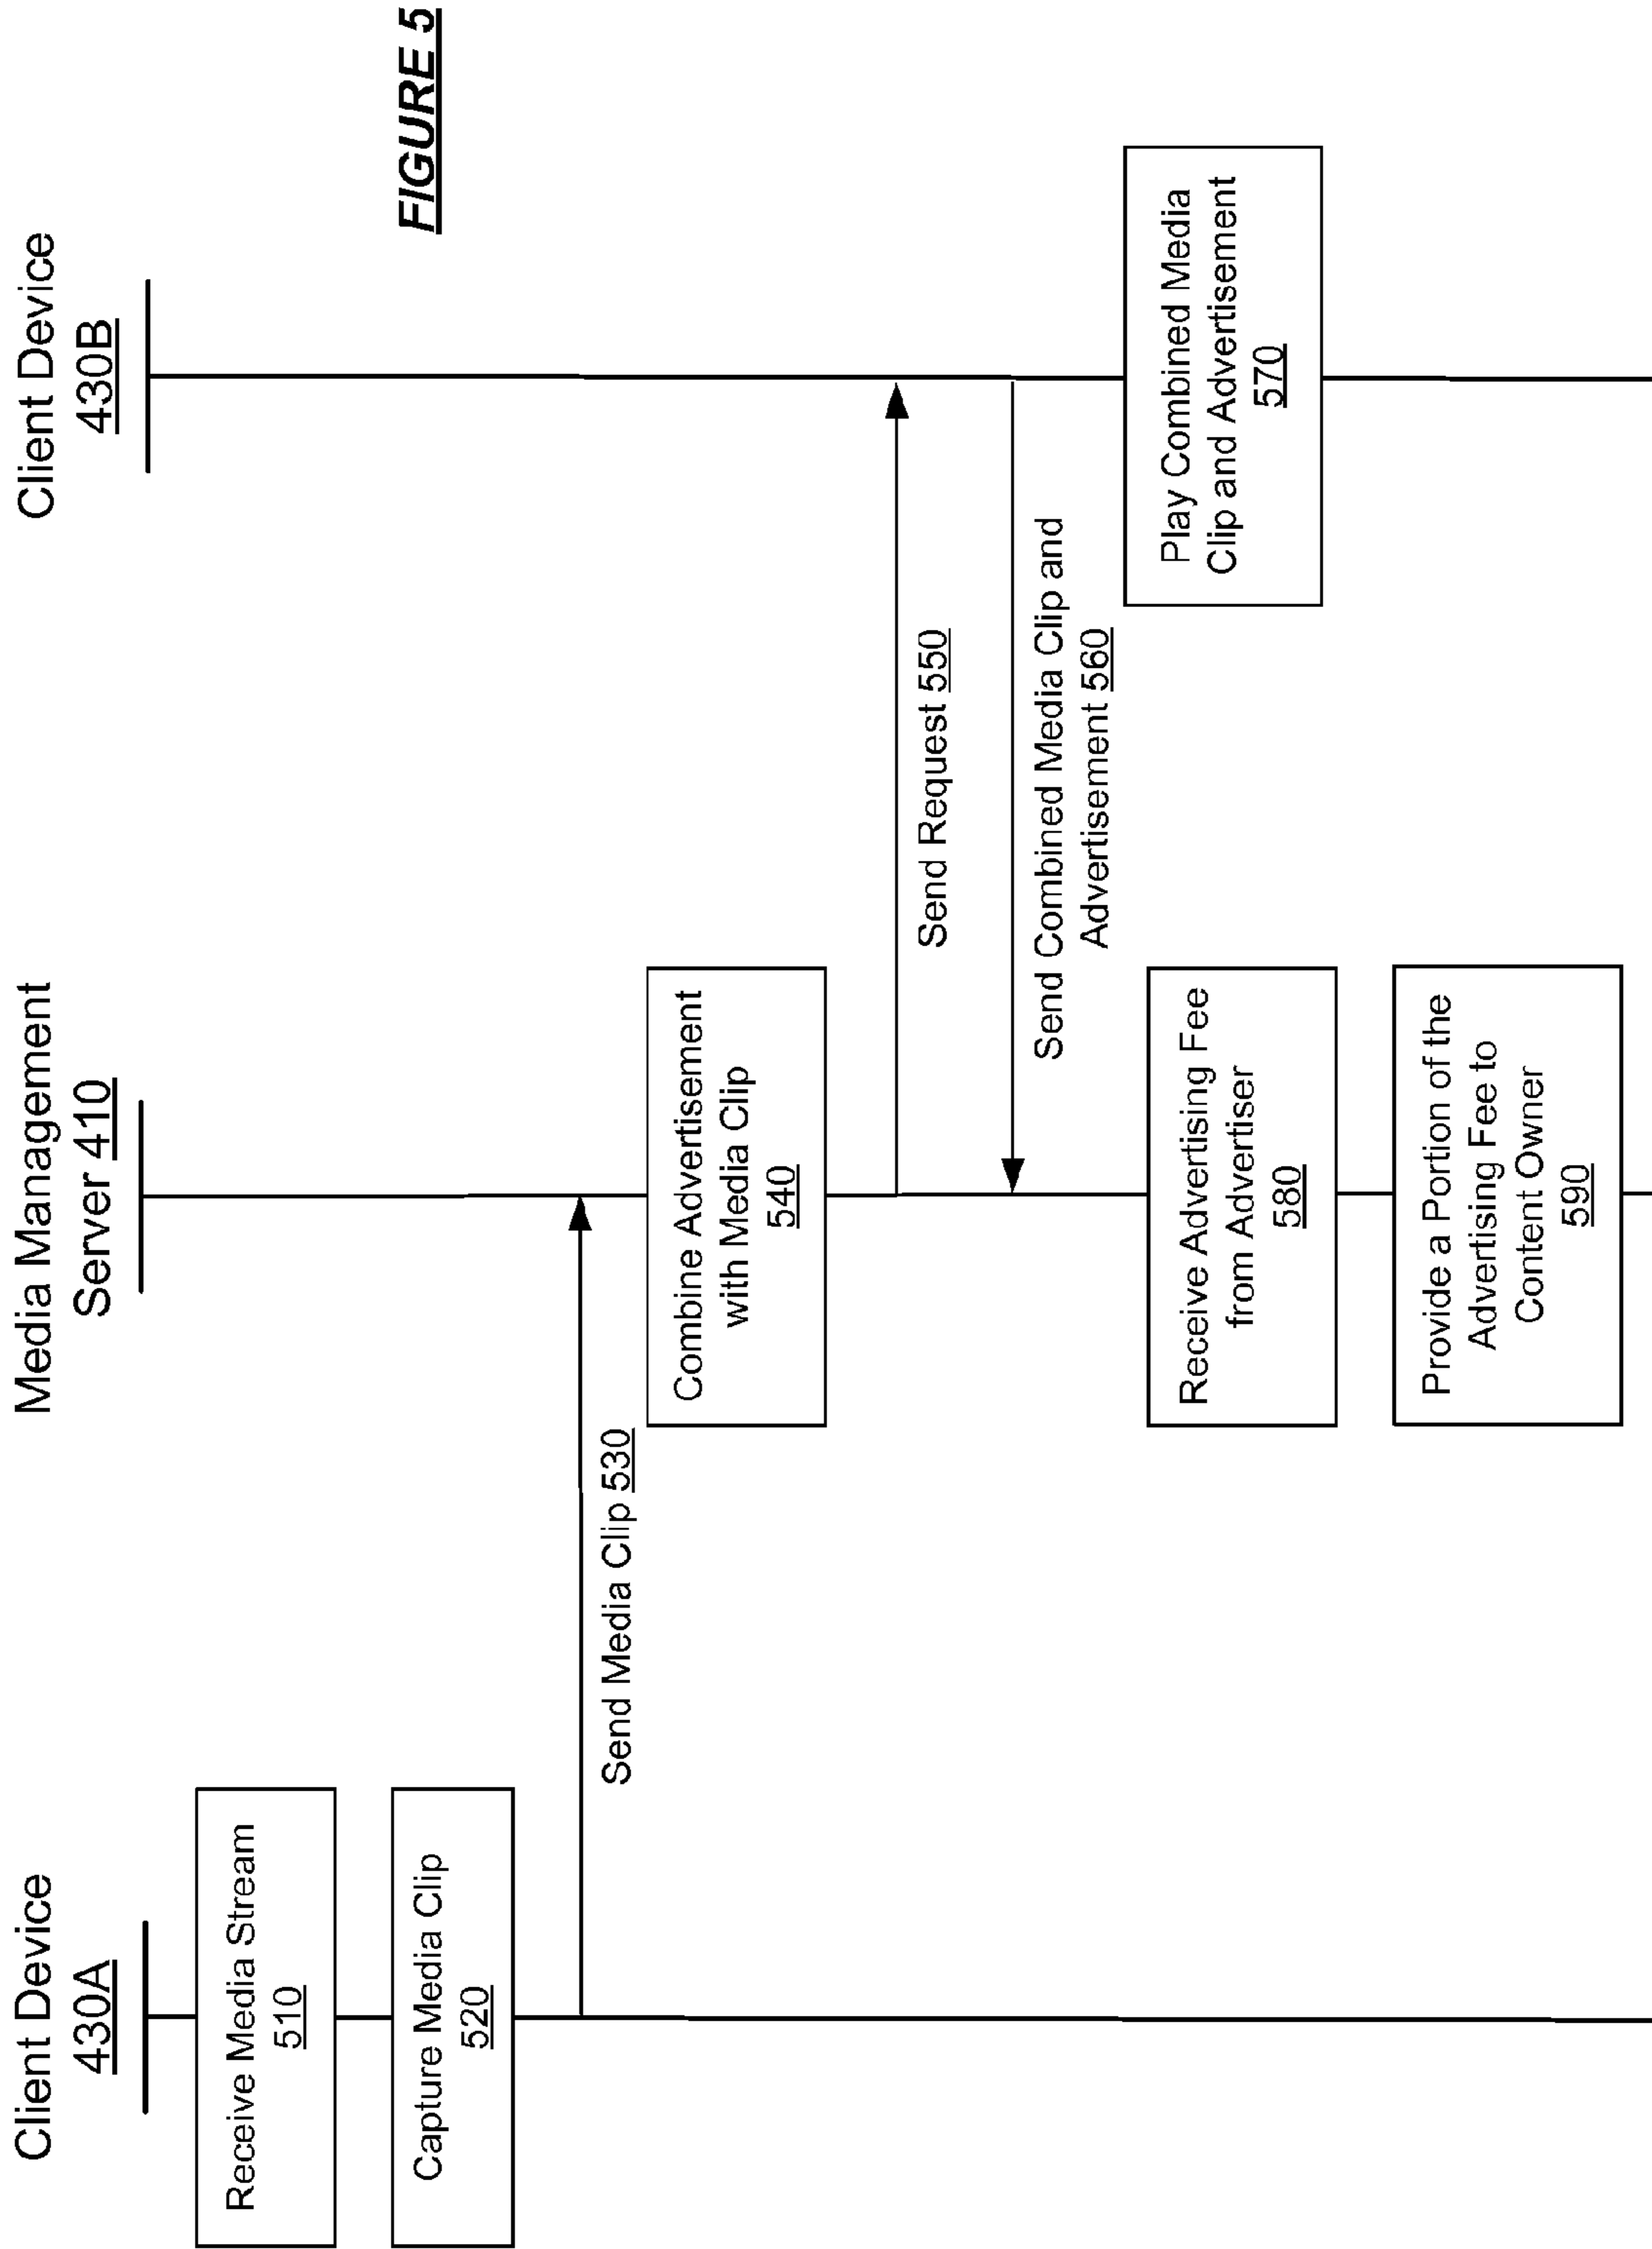 Client Device
430A
Media Management
Server 410
Client Device
430B
Receive Media Stream
510
Capture Media Clip
520
Send Media Clip 530
Combine Advertisement
with Media Clip
540
Send Request 550
Send Combined Media Clip and
Advertisement 560
Play Combined Media
Clip and Advertisement
570
Receive Advertising Fee
from Advertiser
580
Provide a Portion of the
Advertising Fee to
Content Owner
590
FIGURE 5